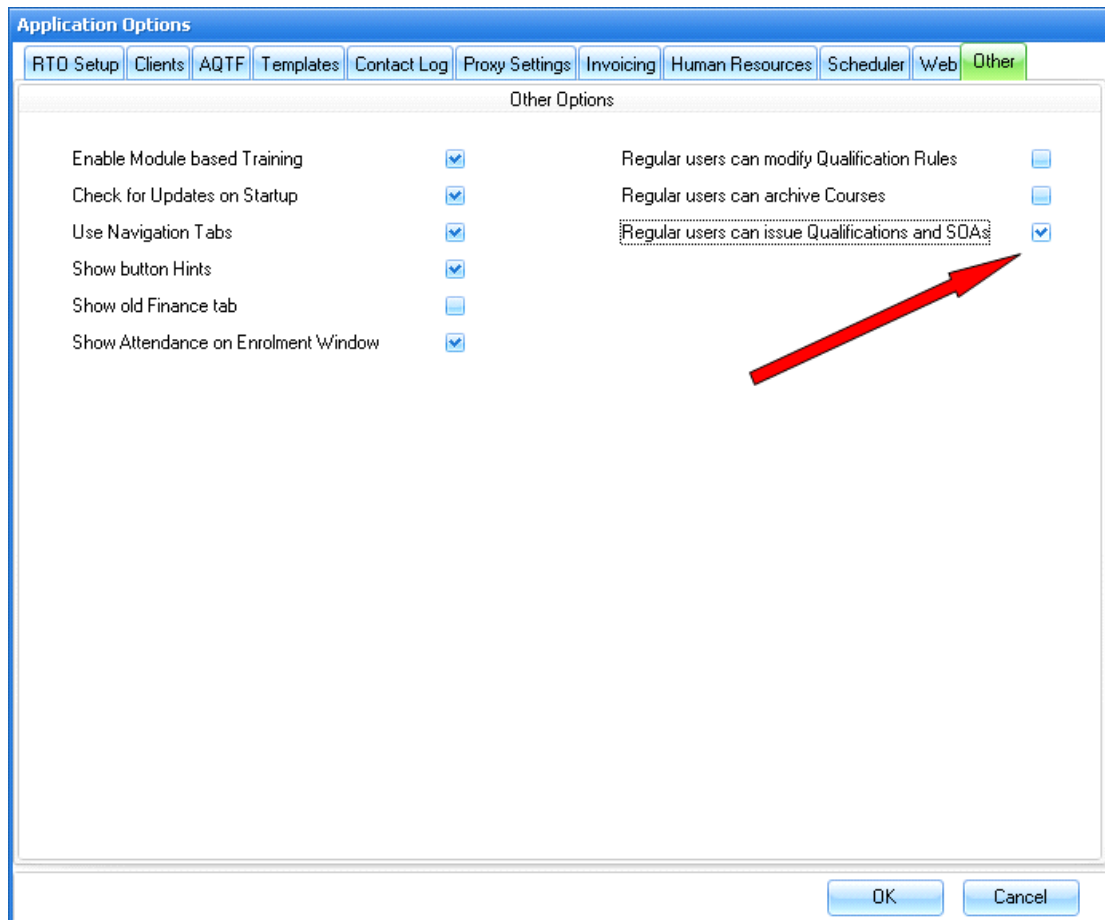 Application Options
RTO Setup Clients AQTF Templates Contact Log Proxy Settings Invoicing Human Resources Scheduler Web Other
Other Options
Enable Module based Training
Check for Updates on Startup
Use Navigation Tabs
Show button Hints
Show old Finance tab
Show Attendance on Enrolment Window
Regular users can modify Qualification Rules
Regular users can archive Courses
Regular users can issue Qualifications and SOAs
OK Cancel